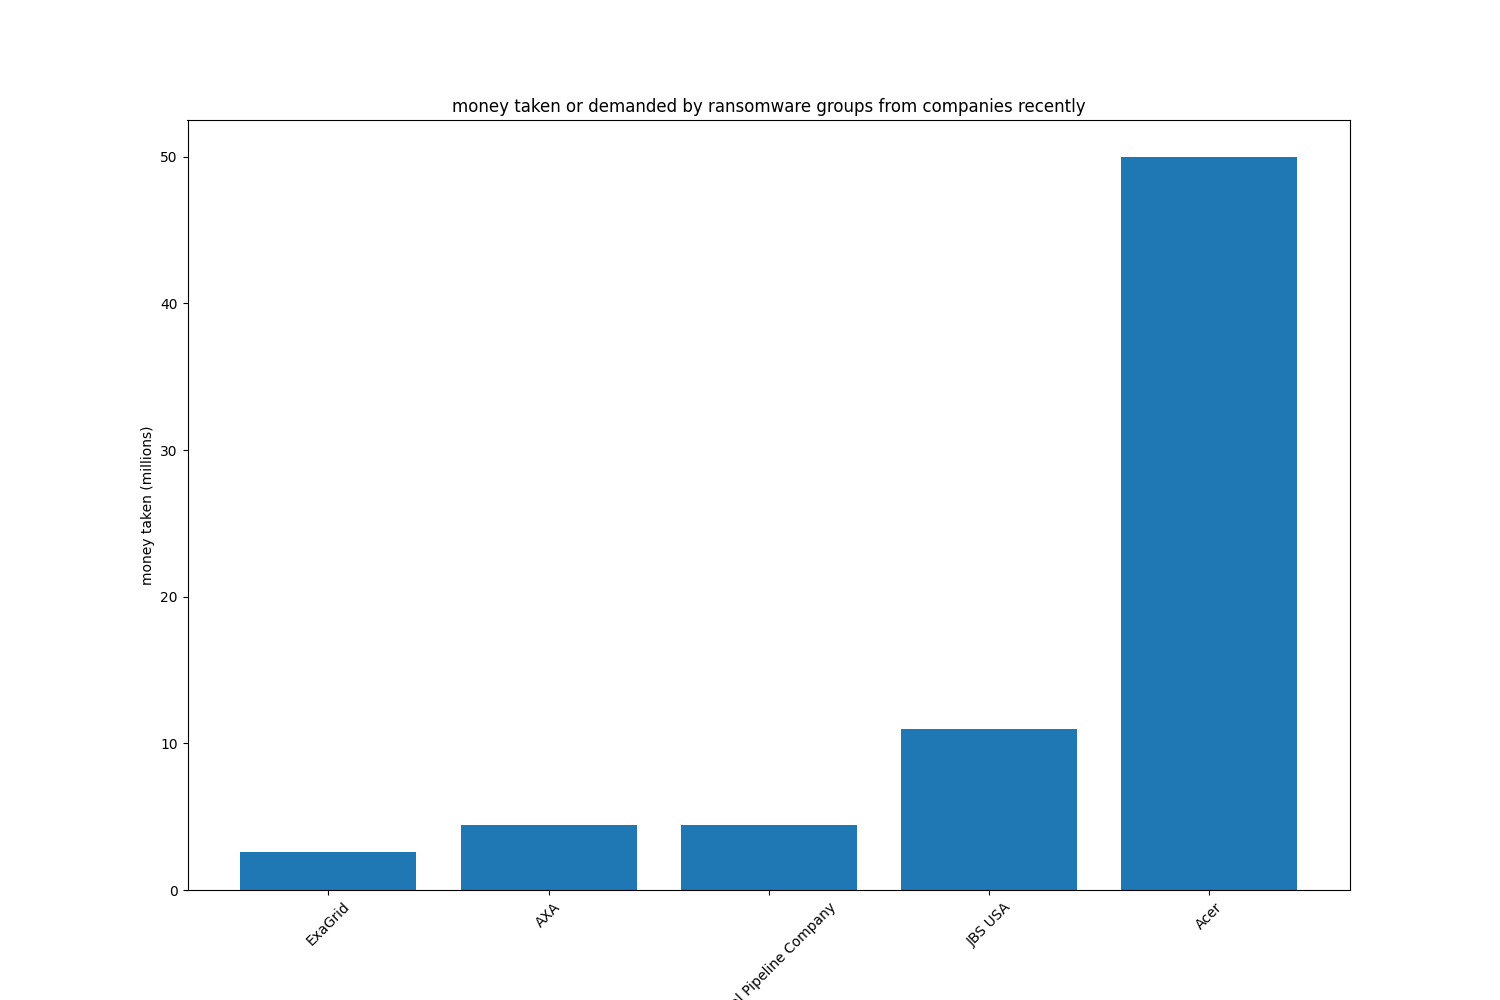 money taken or demanded by ransomware groups from companies recently
money taken (millions)
50
40
30
20
10
0
ExaGrid
AXA
Pipeline Company
JBS USA
Acer